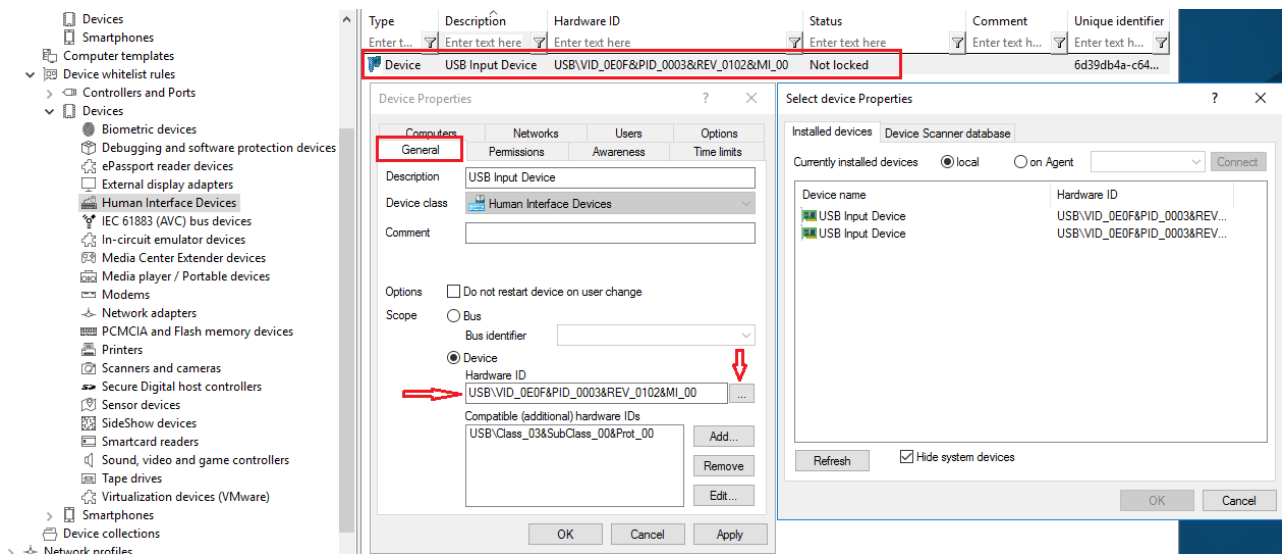 Devices
Smartphones
Computer templates
Device whitelist rules
Controllers and Ports
Devices
Biometric devices
Debugging and software protection devices
ePassport reader devices
External display adapters
Human Interface Devices
IEC 61883 (AVC) bus devices
In-circuit emulator devices
Media Center Extender devices
Media player / Portable devices
Modems
Network adapters
PCMCIA and Flash memory devices
Printers
Scanners and cameras
Secure Digital host controllers
Sensor devices
SideShow devices
Smartcard readers
Sound, video and game controllers
Tape drives
Virtualization devices (VMware)
Smartphones
Device collections
Network profiles
Type Description Hardware ID Status Comment Unique identifier
Enter t... Enter text here Enter text here Enter text here Enter text h... Enter text h...
Device USB Input Device USB\VID_0E0F&PID_0003&REV_0102&MI_00 Not locked 6d39db4a-c64...
Device Properties ? ×
Computers Networks Users Options
General Permissions Awareness Time limits
Description USB Input Device
Device class Human Interface Devices
Comment
Options Do not restart device on user change
Scope Bus
Bus identifier
Device
Hardware ID
USB\VID_0E0F&PID_0003&REV_0102&MI_00 ...
Compatible (additional) hardware IDs
USB\Class_03&SubClass_00&Prot_00
Add...
Remove
Edit...
OK Cancel Apply
Select device Properties ? ×
Installed devices Device Scanner database
Currently installed devices local on Agent Connect
Device name Hardware ID
USB Input Device USB\VID_0E0F&PID_0003&REV...
USB Input Device USB\VID_0E0F&PID_0003&REV...
Refresh Hide system devices
OK Cancel